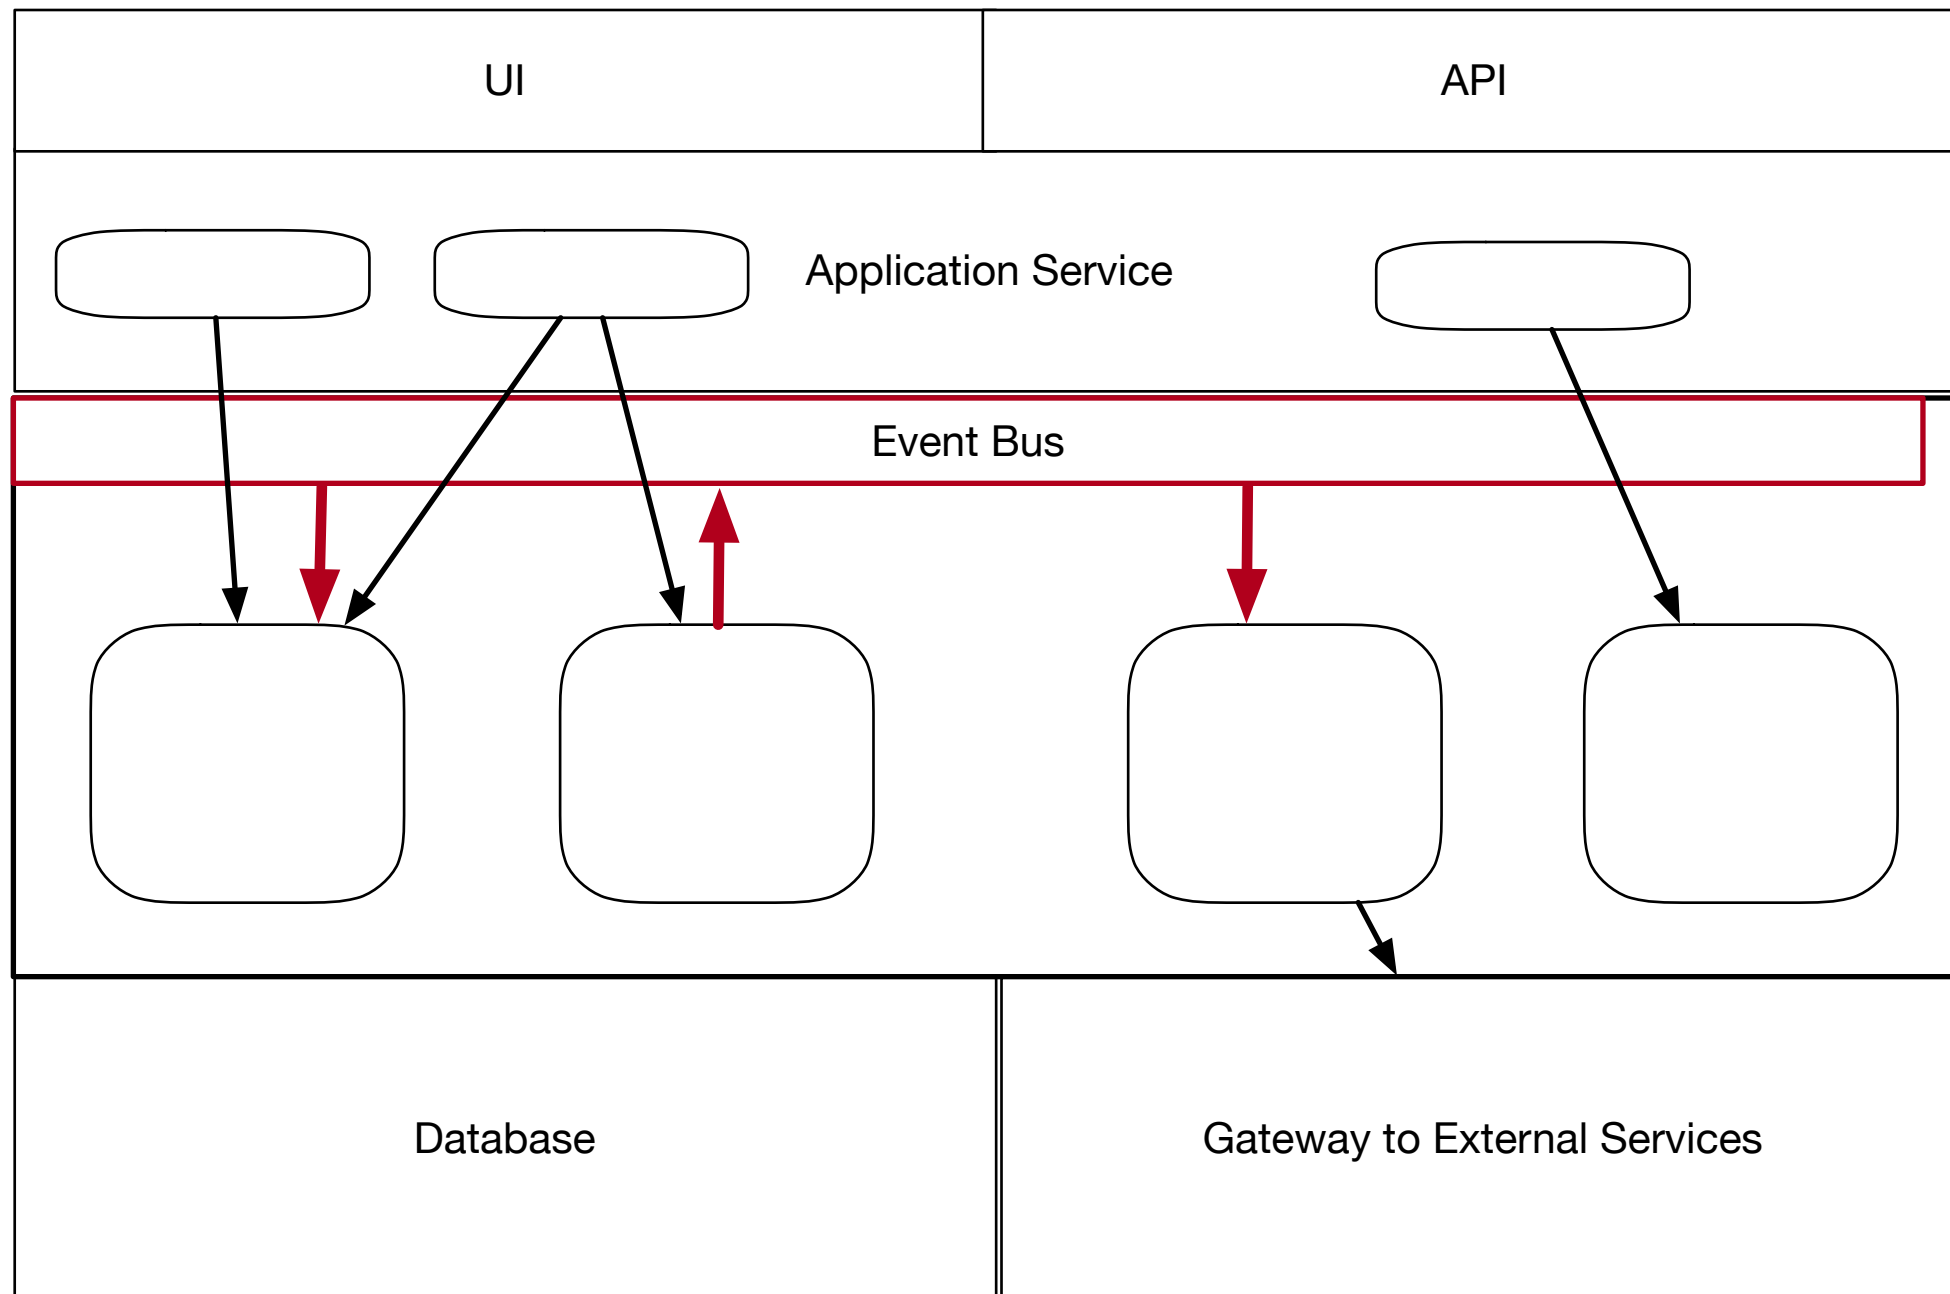 UI
API
Application Service
Event Bus
Database
Gateway to External Services